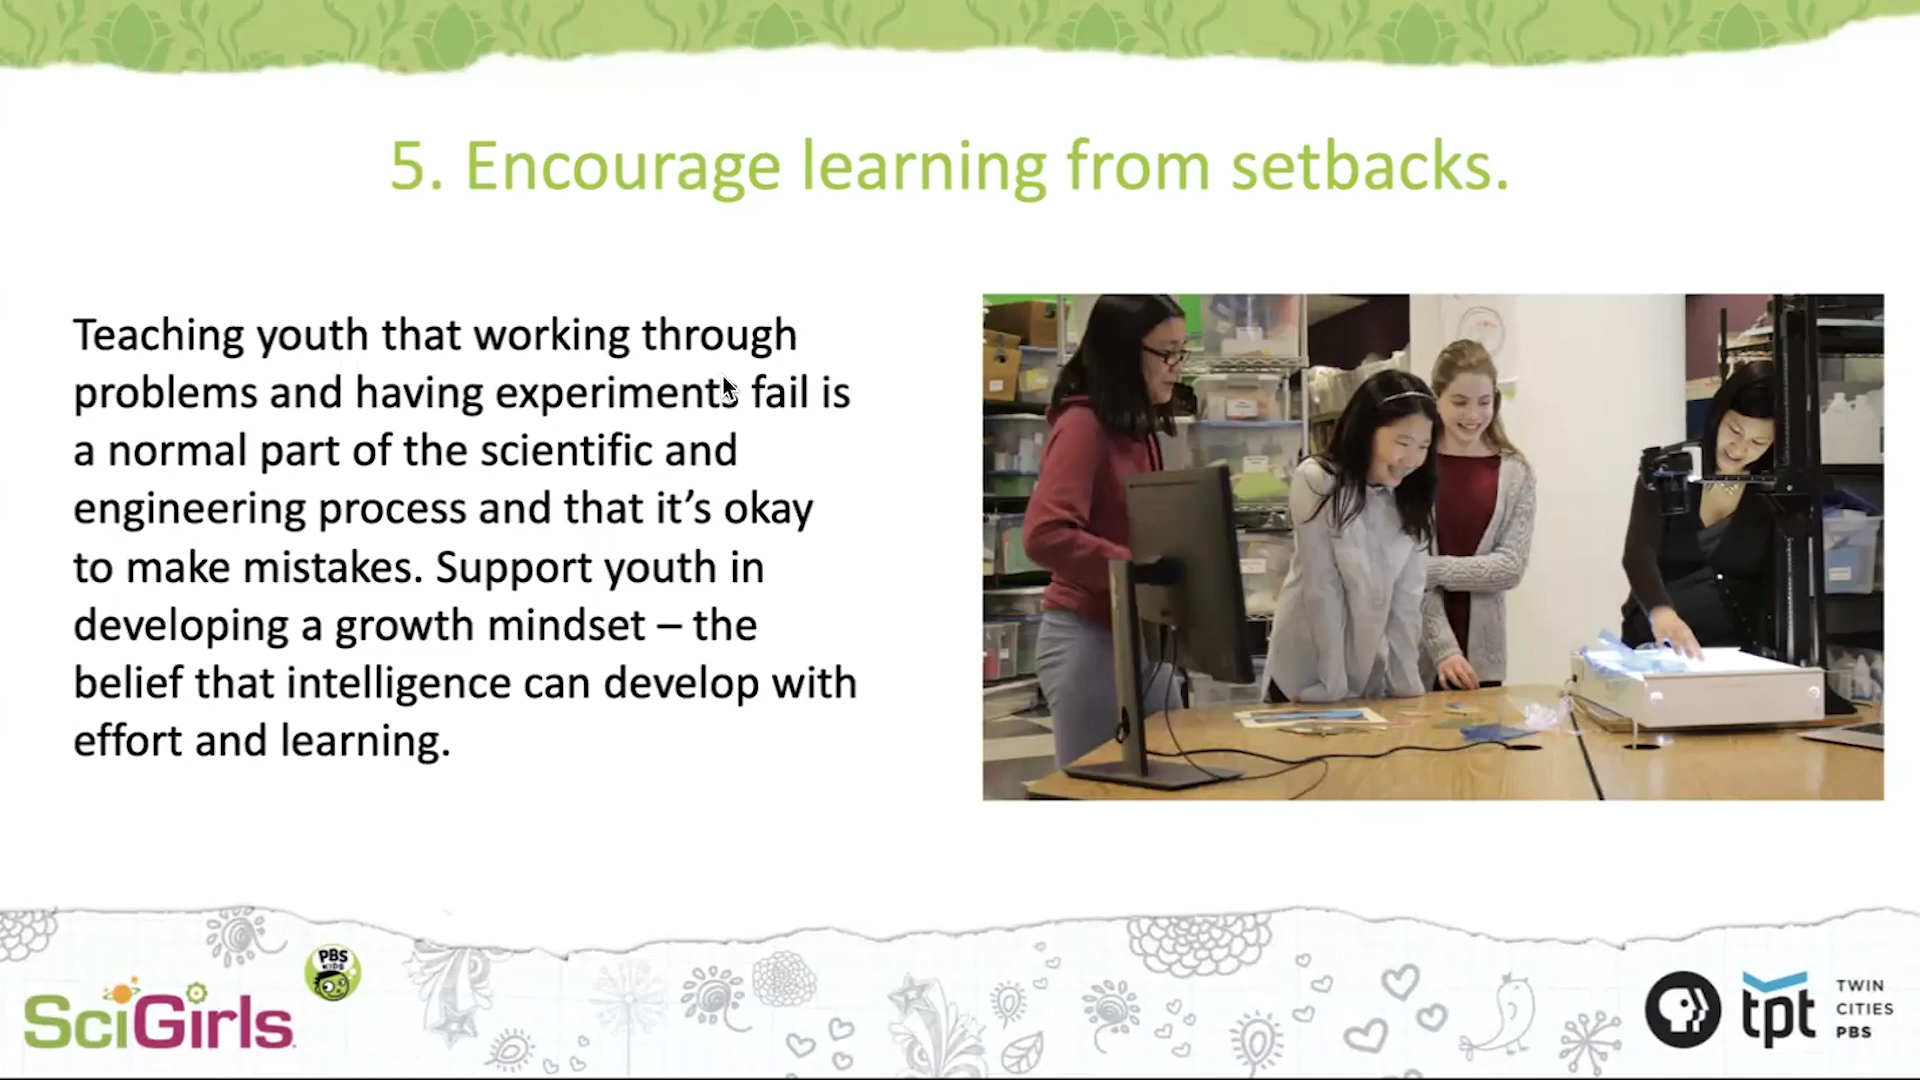 5. Encourage learning from setbacks.
Teaching youth that working through
problems and having experiments fail is
a normal part of the scientific and
engineering process and that it’s okay
to make mistakes. Support youth in
developing a growth mindset – the
belief that intelligence can develop with
effort and learning.
PBS
KIDS
SciGirls
tpt
TWIN
CITIES
PBS